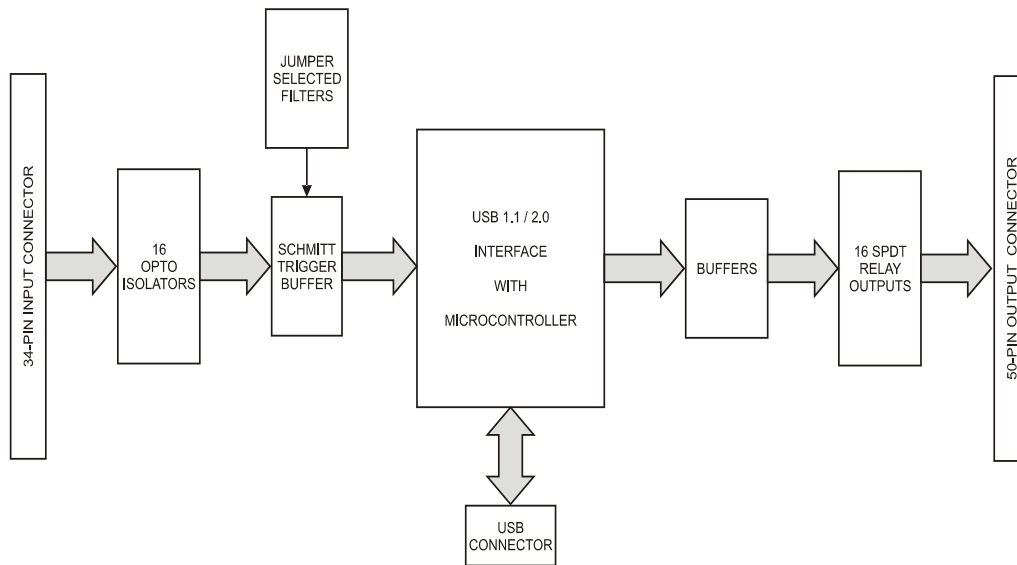 34-PIN INPUT CONNECTOR
16
OPTO
ISOLATORS
JUMPER
SELECTED
FILTERS
SCHMITT
TRIGGER
BUFFER
USB 1.1 / 2.0
INTERFACE
WITH
MICROCONTROLLER
USB
CONNECTOR
BUFFERS
16 SPDT
RELAY
OUTPUTS
50-PIN OUTPUT CONNECTOR